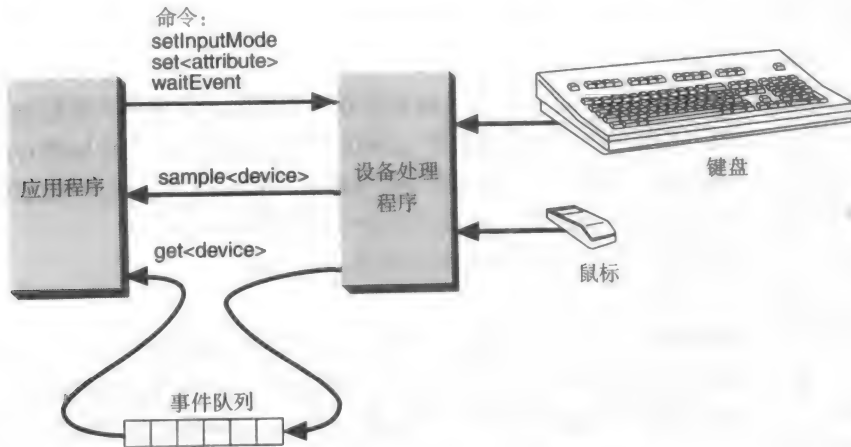 命令:
setInputMode
set<attribute>
waitEvent
应用程序
sample<device>
设备处理
程序
键盘
get<device>
鼠标
事件队列